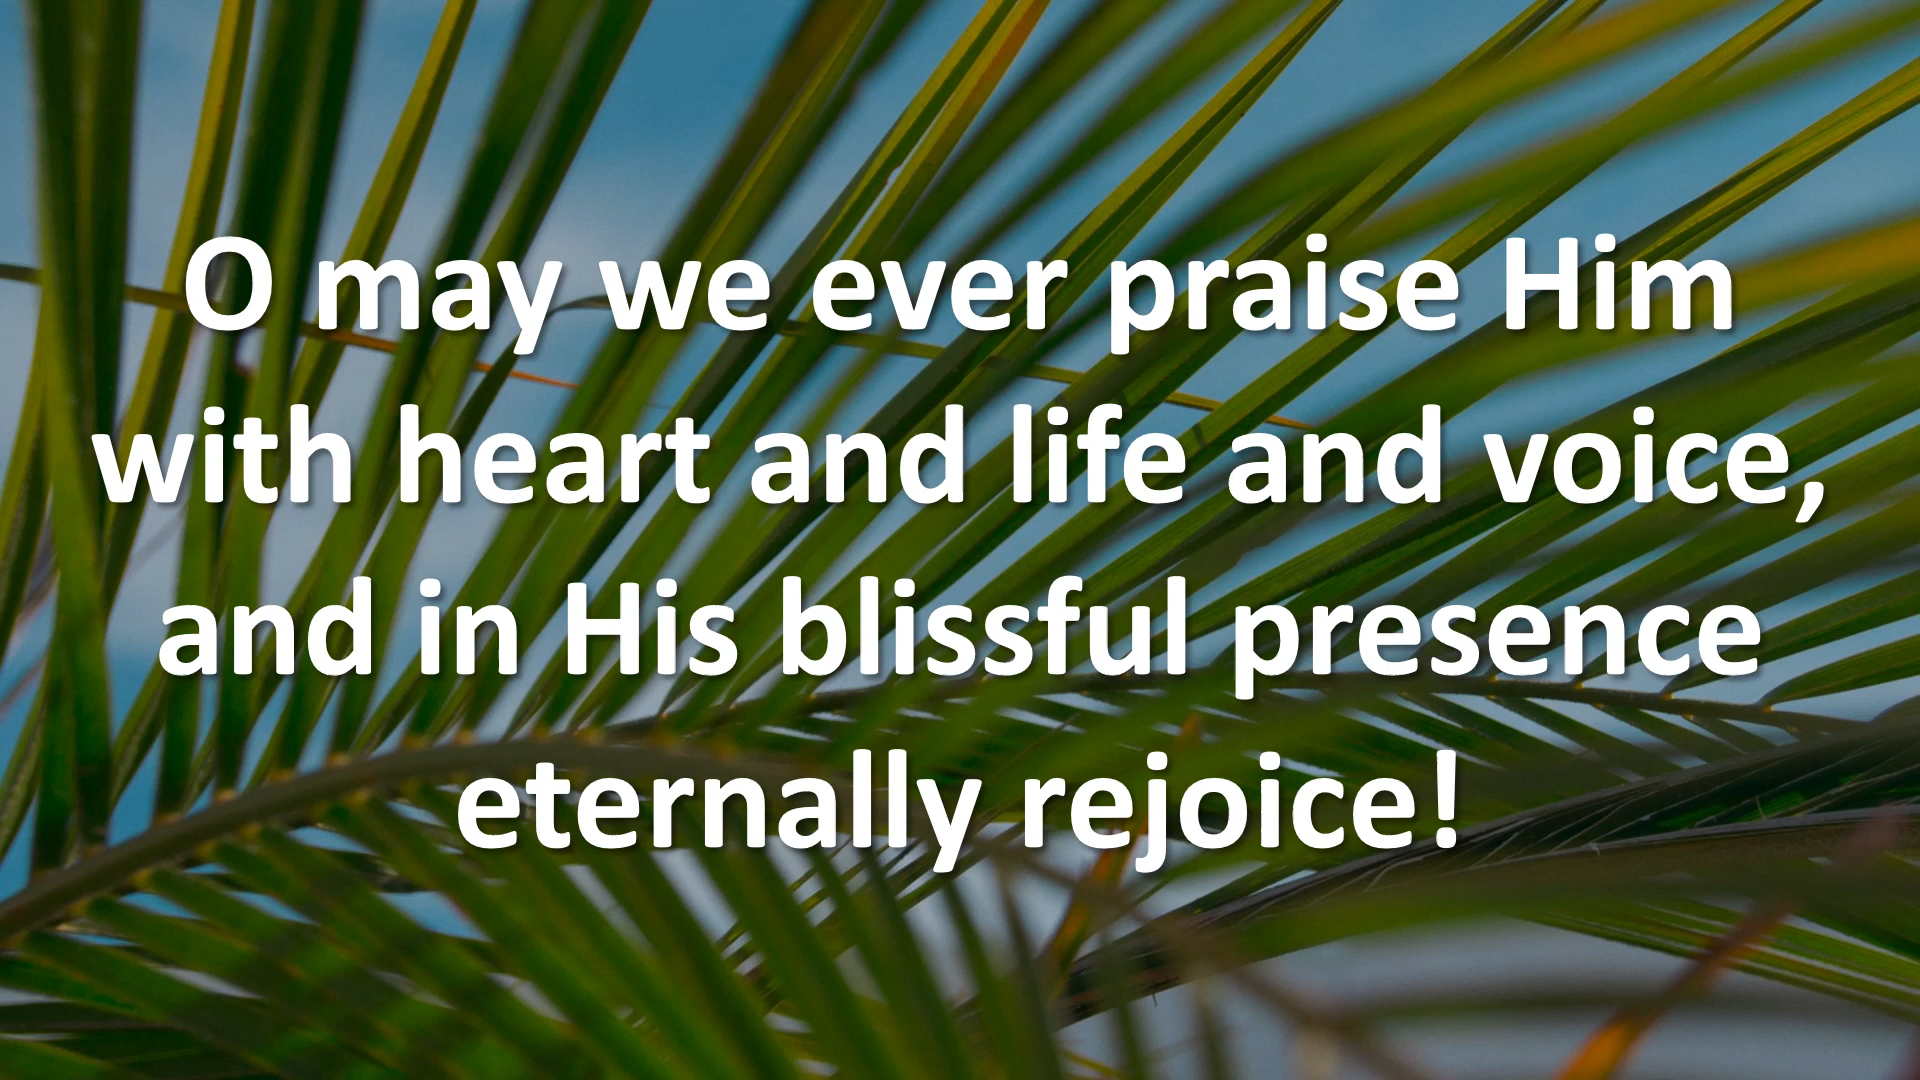 O may we ever praise Him
with heart and life and voice,
and in His blissful presence
eternally rejoice!